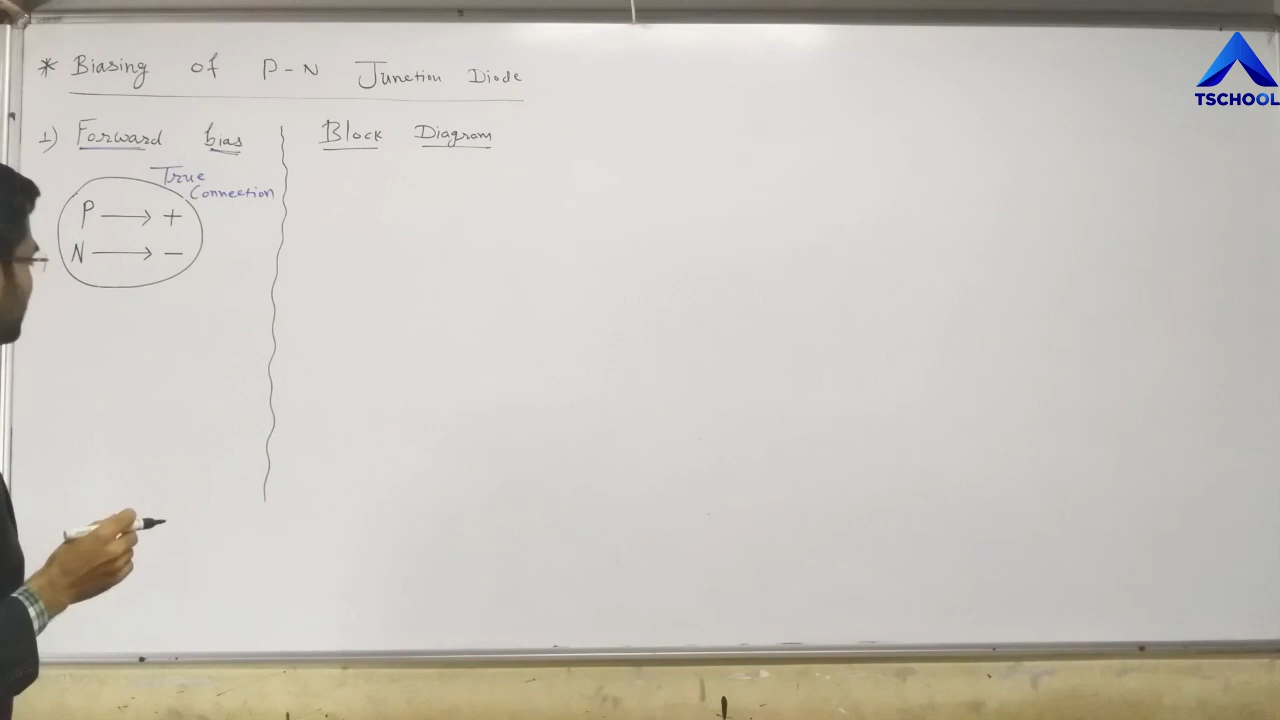 * Biasing of P-N Junction Diode
1) Forward bias
Block Diagram
True
Connection
P → +
N → −
TSCHOOL